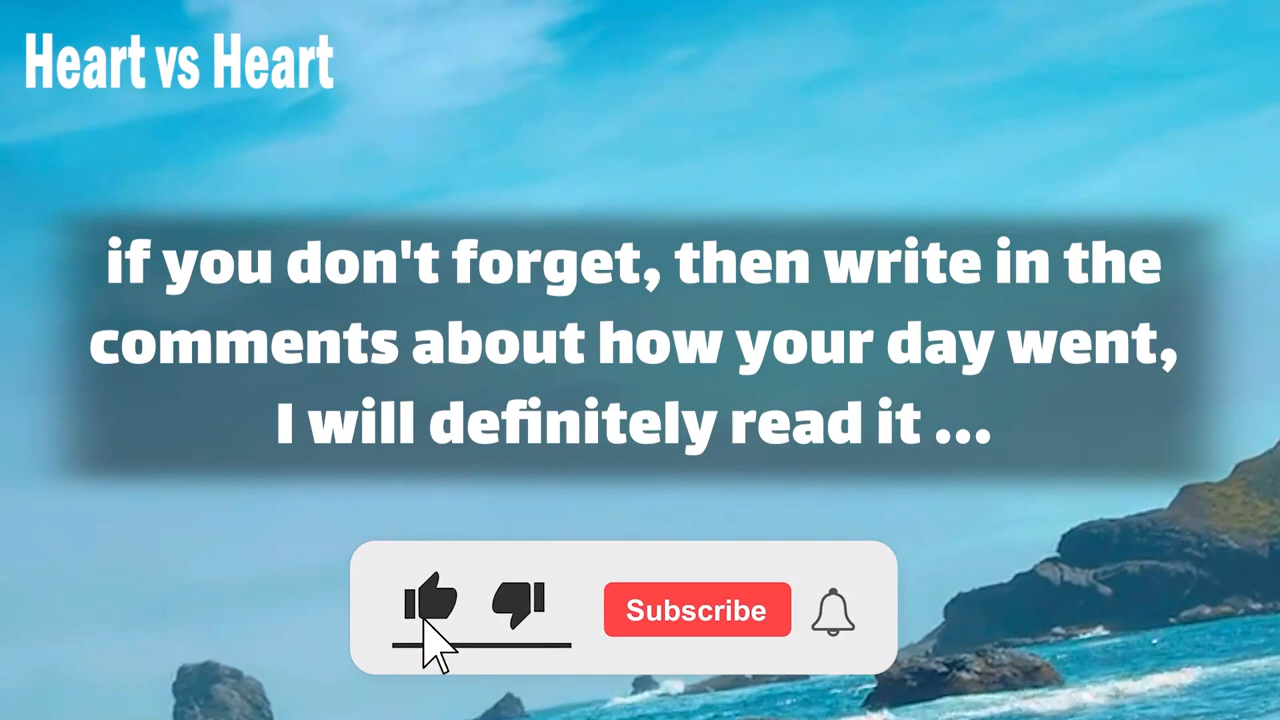 Heart vs Heart
if you don't forget, then write in the
comments about how your day went,
I will definitely read it ...
Subscribe